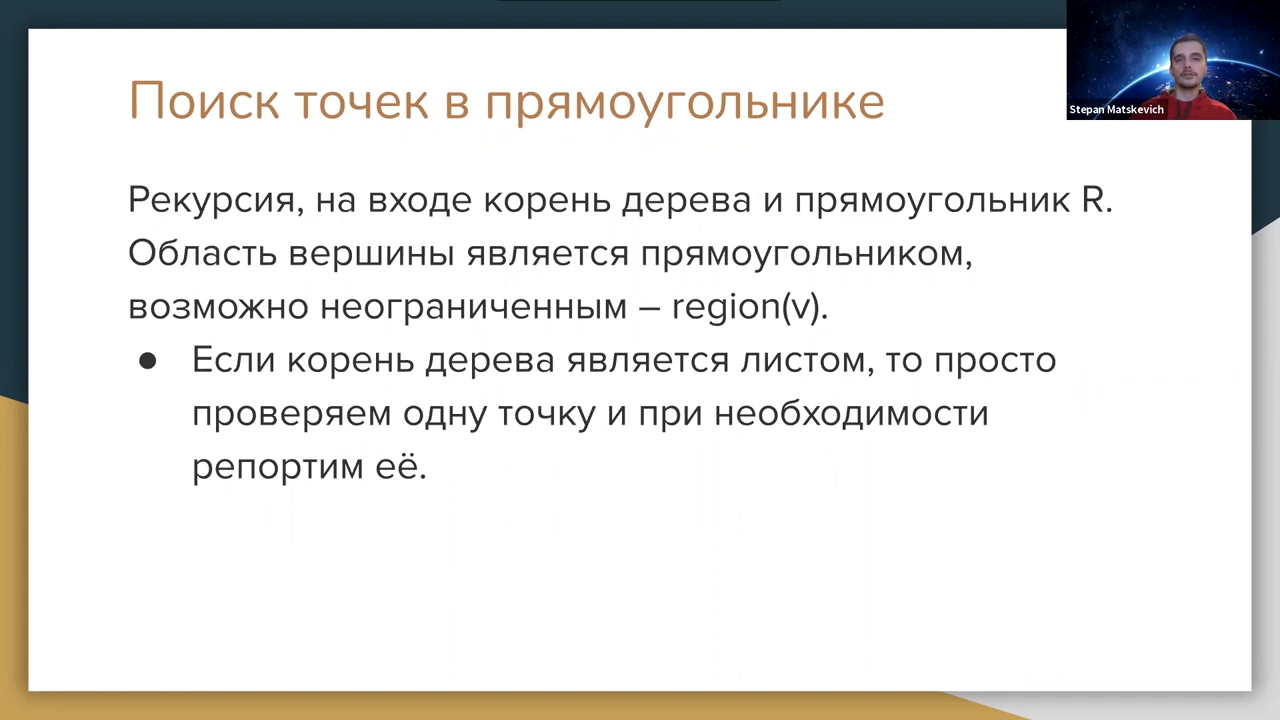 Поиск точек в прямоугольнике
Stepan Matskevich
Рекурсия, на входе корень дерева и прямоугольник R.
Область вершины является прямоугольником,
возможно неограниченным – region(v).
● Если корень дерева является листом, то просто
проверяем одну точку и при необходимости
репортим её.